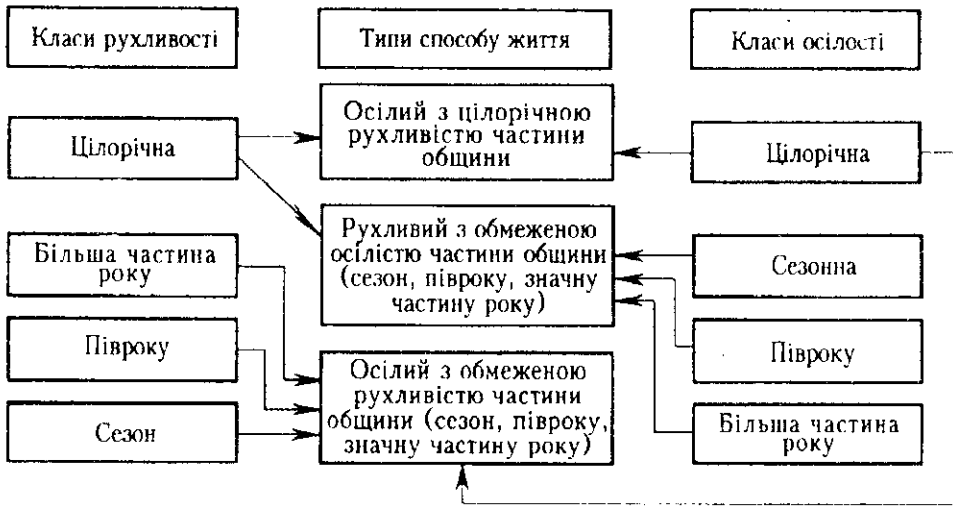 Класи рухливості
Типи способу життя
Класи осілості
Цілорічна
Осілий з цілорічною
рухливістю частини
общини
Цілорічна
Більша частина
року
Рухливий з обмеженою
осілістю частини общини
(сезон, півроку, значну
частину року)
Сезонна
Півроку
Сезон
Осілий з обмеженою
рухливістю частини
общини (сезон, півроку,
значну частину року)
Півроку
Більша частина
року